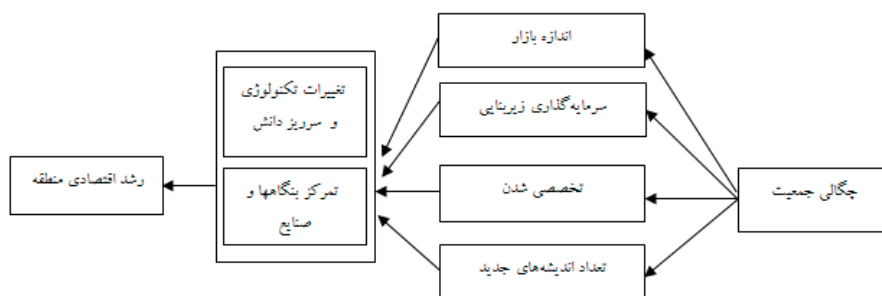 اندازه بازار
تغییرات تکنولوژی
و سرریز دانش
سرمایه‌گذاری زیربنایی
رشد اقتصادی منطقه
تمرکز بنگاهها و
صنایع
تخصصی شدن
چگالی جمعیت
تعداد اندیشه‌های جدید